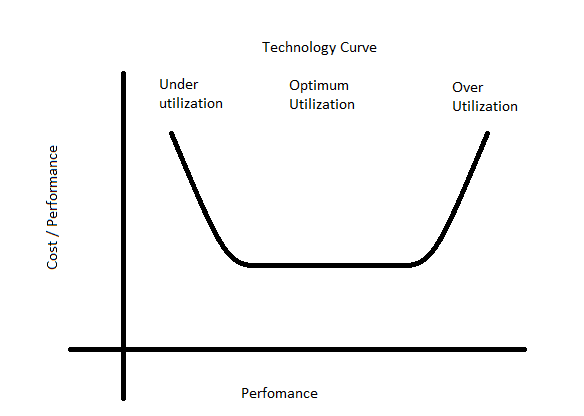 Technology Curve
Under
utilization
Optimum
Utilization
Over
Utilization
Cost / Performance
Perfomance